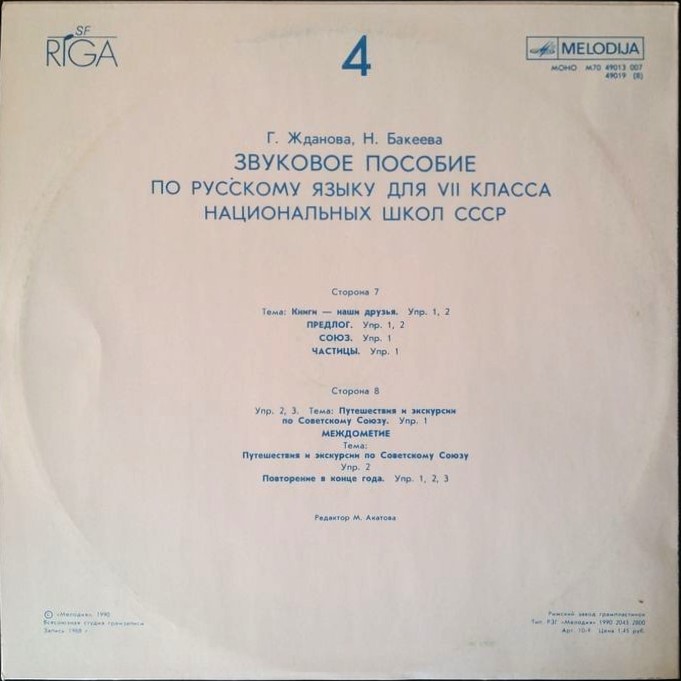 SF
RIGA
4
MELODIJA
МОНО М70 49013 007
49019 (8)
Г. Жданова, Н. Бакеева
ЗВУКОВОЕ ПОСОБИЕ
ПО РУССКОМУ ЯЗЫКУ ДЛЯ VII КЛАССА
НАЦИОНАЛЬНЫХ ШКОЛ СССР
Сторона 7
Тема: Книги — наши друзья. Упр. 1, 2
ПРЕДЛОГ. Упр. 1, 2
СОЮЗ. Упр. 1
ЧАСТИЦЫ. Упр. 1
Сторона 8
Упр. 2, 3. Тема: Путешествия и экскурсии
по Советскому Союзу. Упр. 1
МЕЖДОМЕТИЕ
Тема:
Путешествия и экскурсии по Советскому Союзу
Упр. 2
Повторение в конце года. Упр. 1, 2, 3
Редактор М. Акатова
© «Мелодия», 1990
Всесоюзная студия грамзаписи
Запись 1988 г.
Рижский завод грампластинок
Тип. РЗГ «Мелодия» 1990 2045 2800
Арт. 10-9 Цена 1,45 руб.